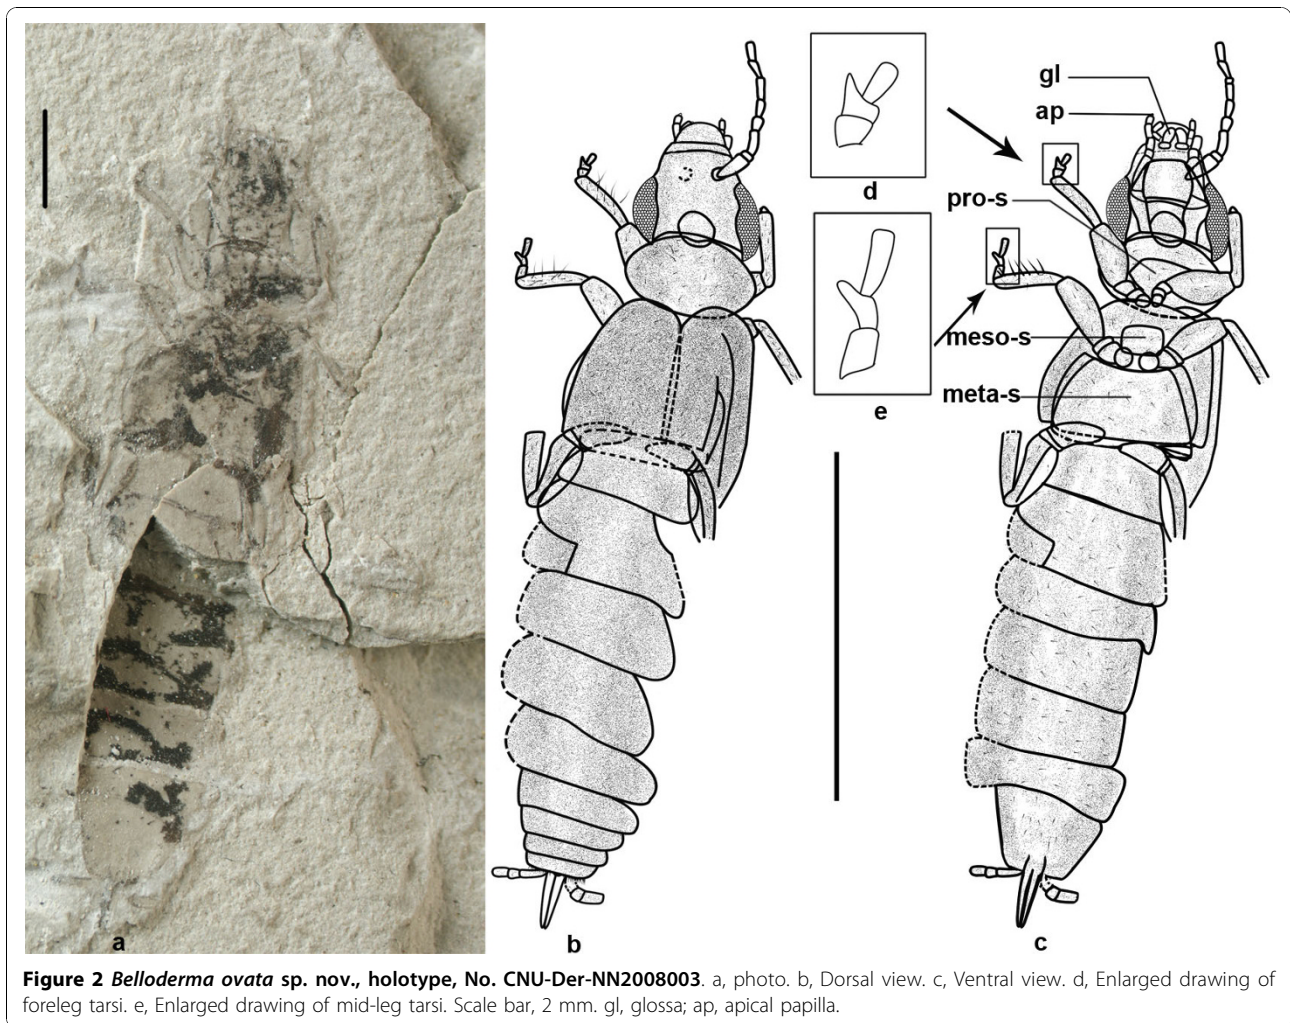 gl
ap
d
pro-s
meso-s
meta-s
e
a
b
c
Figure 2 Belloderma ovata sp. nov., holotype, No. CNU-Der-NN2008003. a, photo. b, Dorsal view. c, Ventral view. d, Enlarged drawing of
foreleg tarsi. e, Enlarged drawing of mid-leg tarsi. Scale bar, 2 mm. gl, glossa; ap, apical papilla.